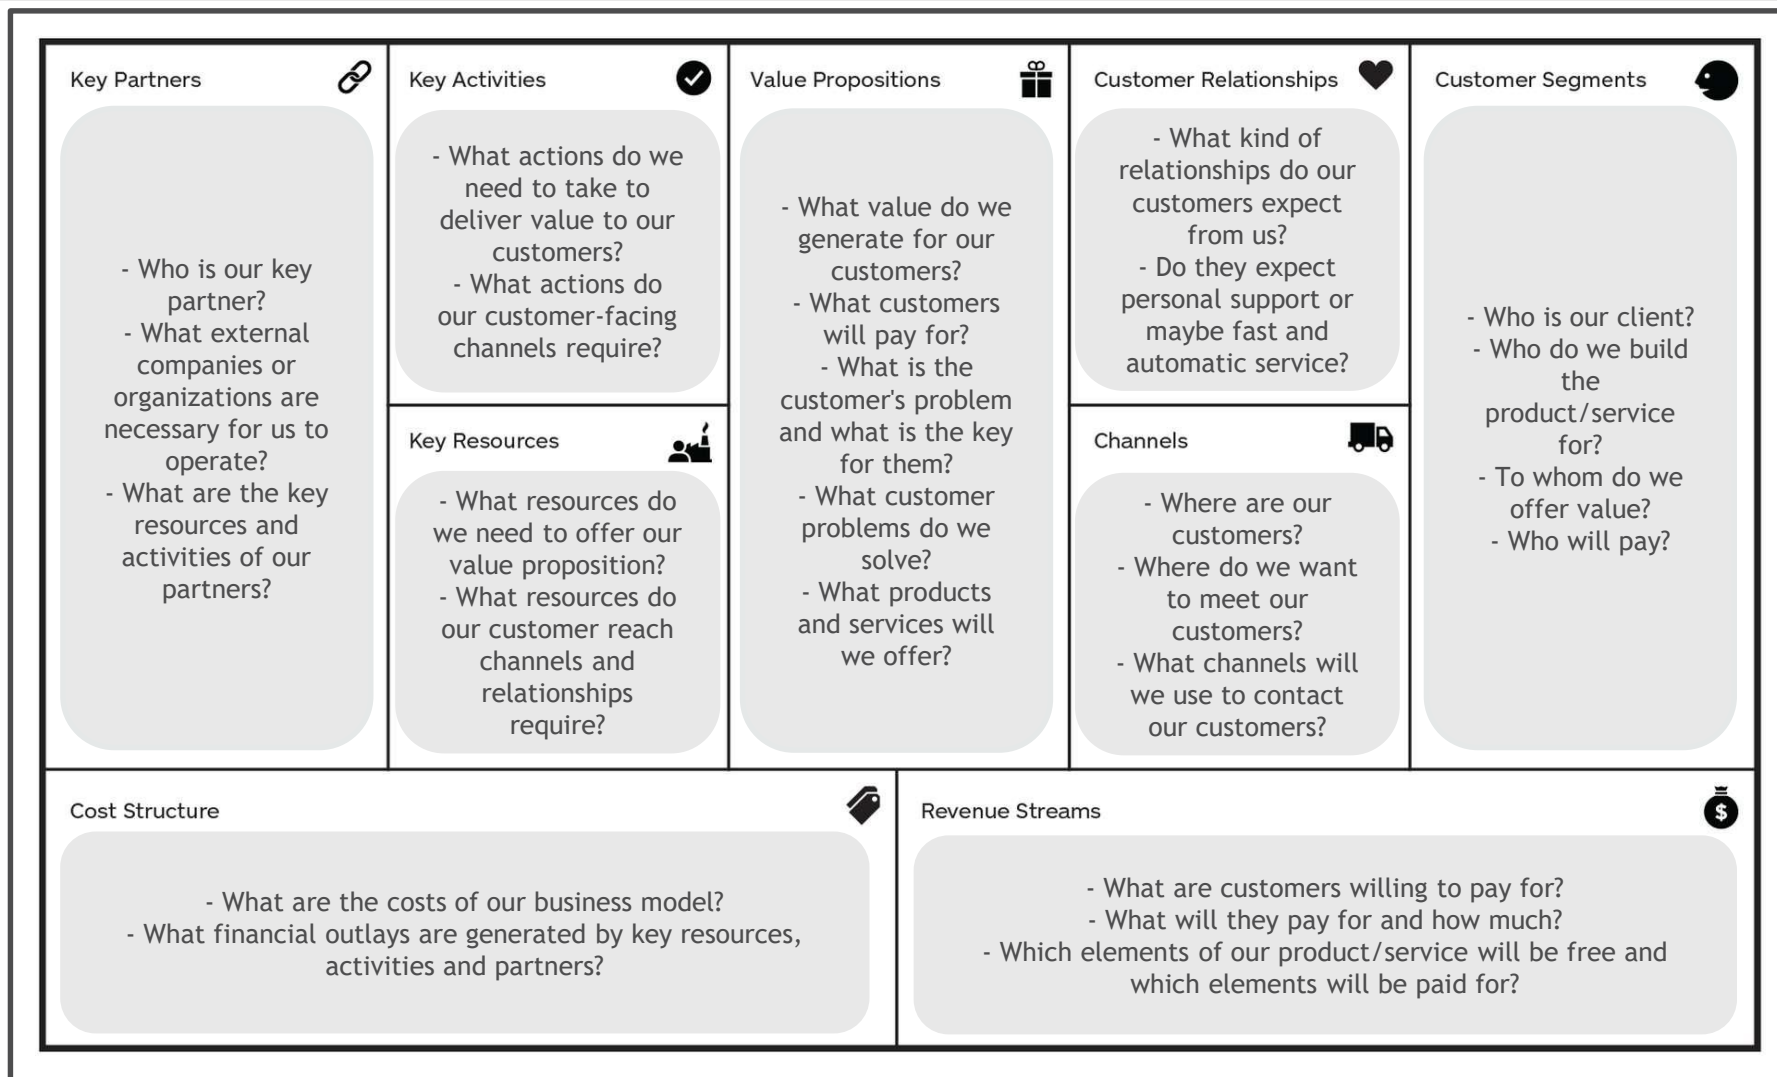 Key Partners
- Who is our key
partner?
- What external
companies or
organizations are
necessary for us to
operate?
- What are the key
resources and
activities of our
partners?
Key Activities
- What actions do we
need to take to
deliver value to our
customers?
- What actions do
our customer-facing
channels require?
Key Resources
- What resources do
we need to offer our
value proposition?
- What resources do
our customer reach
channels and
relationships
require?
Value Propositions
- What value do we
generate for our
customers?
- What customers
will pay for?
- What is the
customer's problem
and what is the key
for them?
- What customer
problems do we
solve?
- What products
and services will
we offer?
Customer Relationships
- What kind of
relationships do our
customers expect
from us?
- Do they expect
personal support or
maybe fast and
automatic service?
Channels
- Where are our
customers?
- Where do we want
to meet our
customers?
- What channels will
we use to contact
our customers?
Customer Segments
- Who is our client?
- Who do we build
the
product/service
for?
- To whom do we
offer value?
- Who will pay?
Cost Structure
- What are the costs of our business model?
- What financial outlays are generated by key resources,
activities and partners?
Revenue Streams
$
- What are customers willing to pay for?
- What will they pay for and how much?
- Which elements of our product/service will be free and
which elements will be paid for?